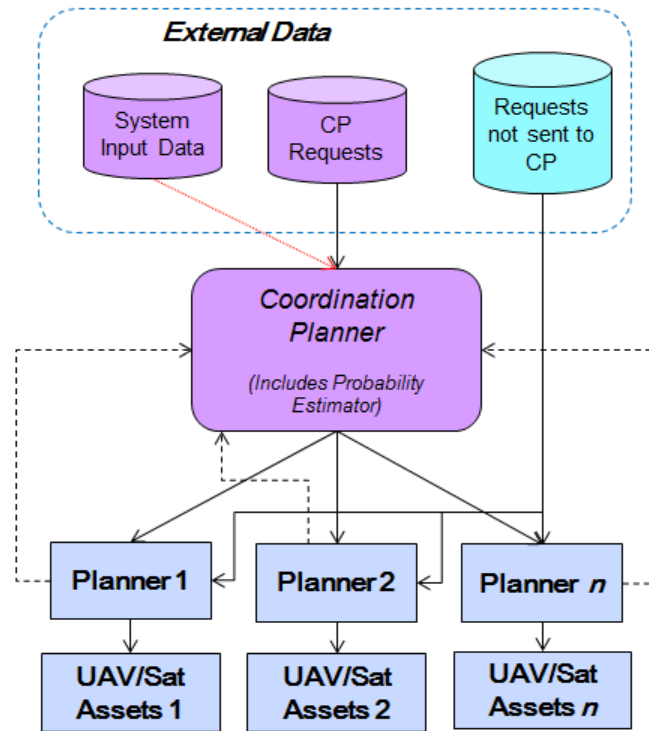 External Data
System
Input Data
CP
Requests
Requests
not sent to
CP
Coordination
Planner
(Includes Probability
Estimator)
Planner 1
Planner 2
Planner n
UAV/Sat
Assets 1
UAV/Sat
Assets 2
UAV/Sat
Assets n